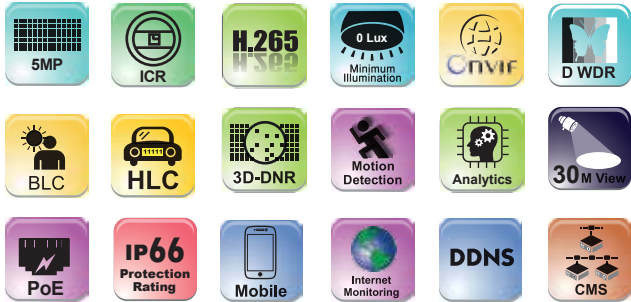 5MP
ICR
H.265
0 Lux
Minimum
Illumination
ONVIF
D WDR
BLC
11111
HLC
3D-DNR
Motion
Detection
Analytics
30M View
PoE
IP66
Protection
Rating
Mobile
Internet
Monitoring
DDNS
CMS